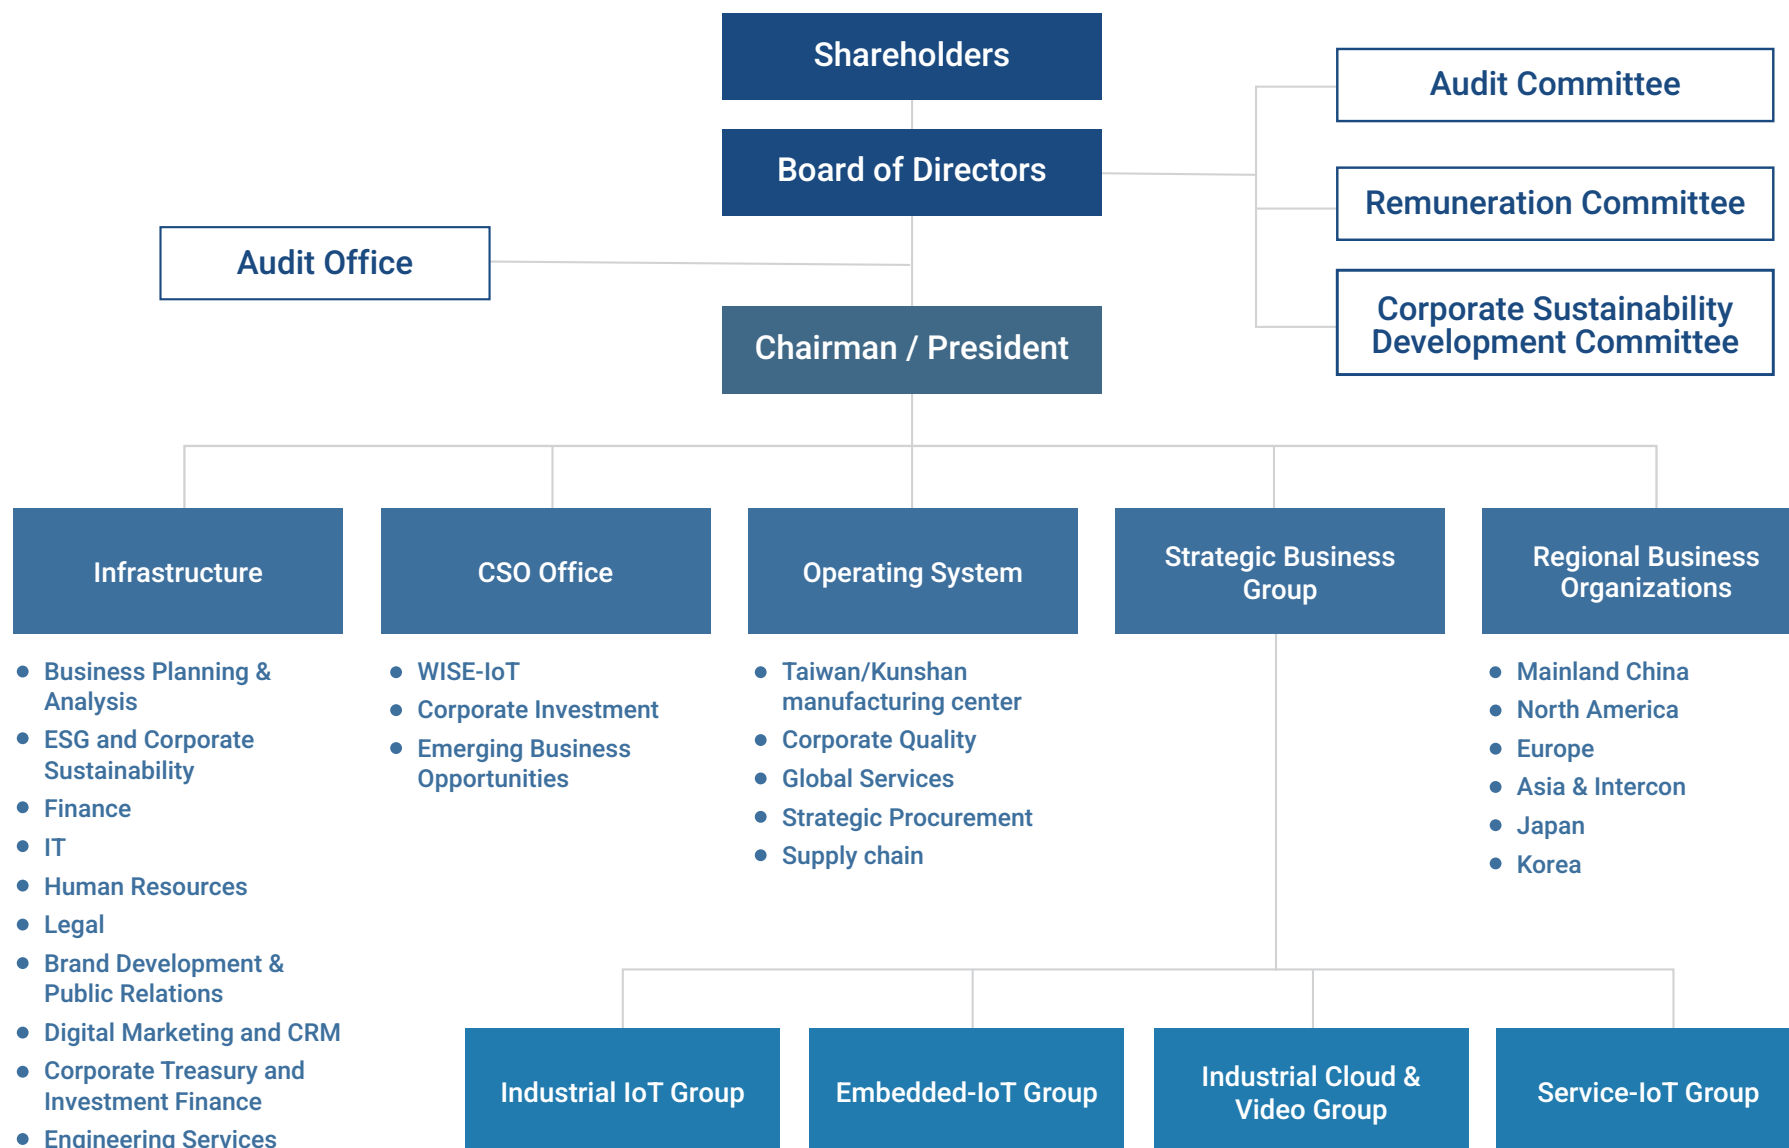 Shareholders
Board of Directors
Audit Committee
Remuneration Committee
Corporate Sustainability
Development Committee
Audit Office
Chairman / President
Infrastructure
CSO Office
Operating System
Strategic Business
Group
Regional Business
Organizations
Business Planning &
Analysis
ESG and Corporate
Sustainability
Finance
IT
Human Resources
Legal
Brand Development &
Public Relations
Digital Marketing and CRM
Corporate Treasury and
Investment Finance
Engineering Services
WISE-IoT
Corporate Investment
Emerging Business
Opportunities
Taiwan/Kunshan
manufacturing center
Corporate Quality
Global Services
Strategic Procurement
Supply chain
Mainland China
North America
Europe
Asia & Intercon
Japan
Korea
Industrial IoT Group
Embedded-IoT Group
Industrial Cloud &
Video Group
Service-IoT Group